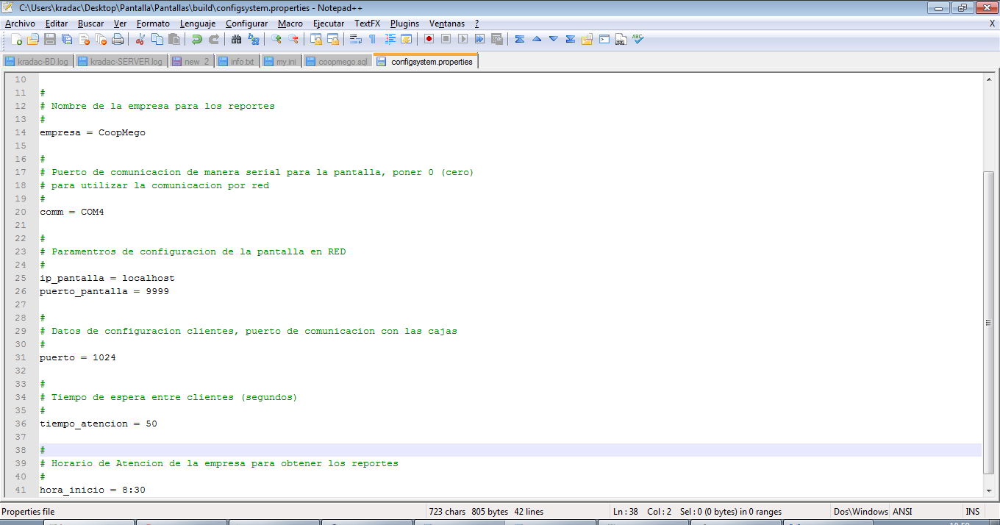 C:\Users\kradac\Desktop\Pantalla\Pantallas\build\configsystem.properties - Notepad++
Archivo Editar Buscar Ver Formato Lenguaje Configurar Macro Ejecutar TextFX Plugins Ventanas ? X
kradac-BD.log kradac-SERVER.log new 2 info.txt my.ini coopmego.sql configsystem.properties
10
11 #
12 # Nombre de la empresa para los reportes
13 #
14 empresa = CoopMego
15
16 #
17 # Puerto de comunicacion de manera serial para la pantalla, poner 0 (cero)
18 # para utilizar la comunicacion por red
19 #
20 comm = COM4
21
22 #
23 # Paramentros de configuracion de la pantalla en RED
24 #
25 ip_pantalla = localhost
26 puerto_pantalla = 9999
27
28 #
29 # Datos de configuracion clientes, puerto de comunicacion con las cajas
30 #
31 puerto = 1024
32
33 #
34 # Tiempo de espera entre clientes (segundos)
35 #
36 tiempo_atencion = 50
37
38 #
39 # Horario de Atencion de la empresa para obtener los reportes
40 #
41 hora_inicio = 8:30
Properties file 723 chars 805 bytes 42 lines Ln : 38 Col : 2 Sel : 0 (0 bytes) in 0 ranges Dos\Windows ANSI INS